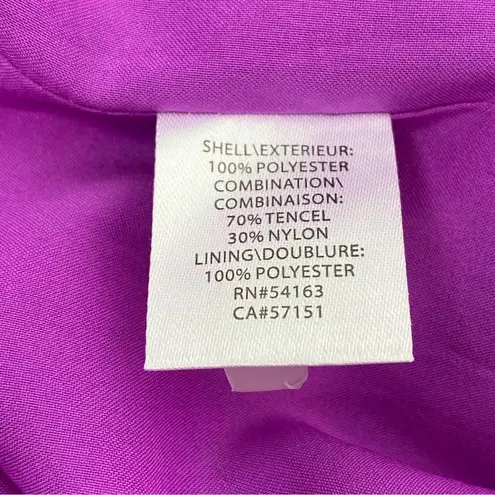 SHELL\EXTERIEUR:
100% POLYESTER
COMBINATION\
COMBINAISON:
70% TENCEL
30% NYLON
LINING\DOUBLURE:
100% POLYESTER
RN#54163
CA#57151